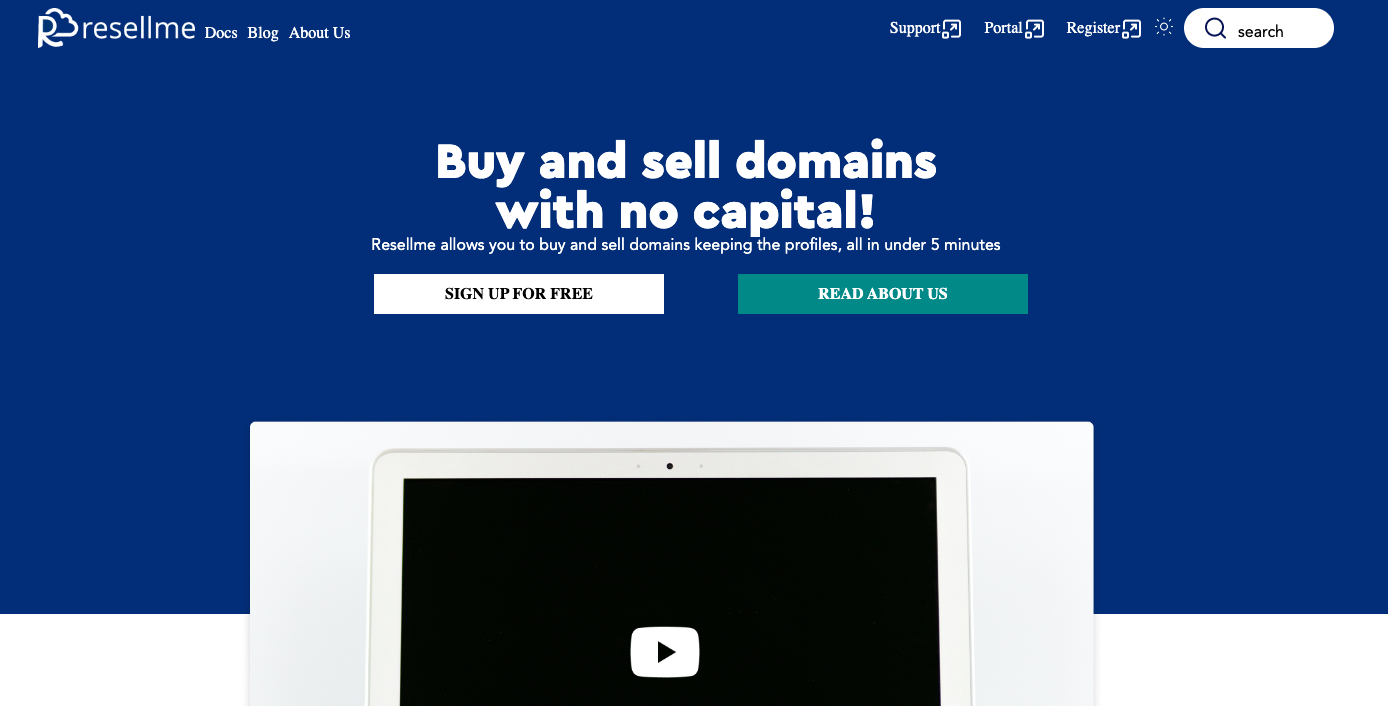 resellme Docs Blog About Us Support Portal Register search
Buy and sell domains
with no capital!
Resellme allows you to buy and sell domains keeping the profiles, all in under 5 minutes
SIGN UP FOR FREE READ ABOUT US